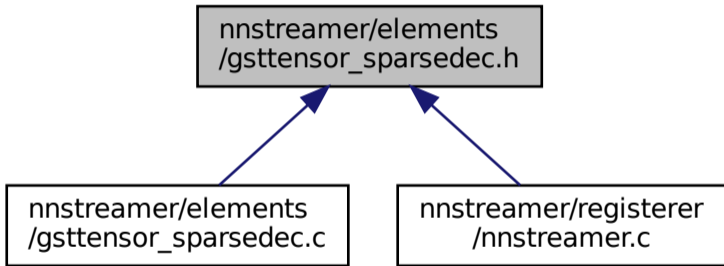 nnstreamer/elements
/gsttensor_sparsedec.h
nnstreamer/elements
/gsttensor_sparsedec.c
nnstreamer/registerer
/nnstreamer.c